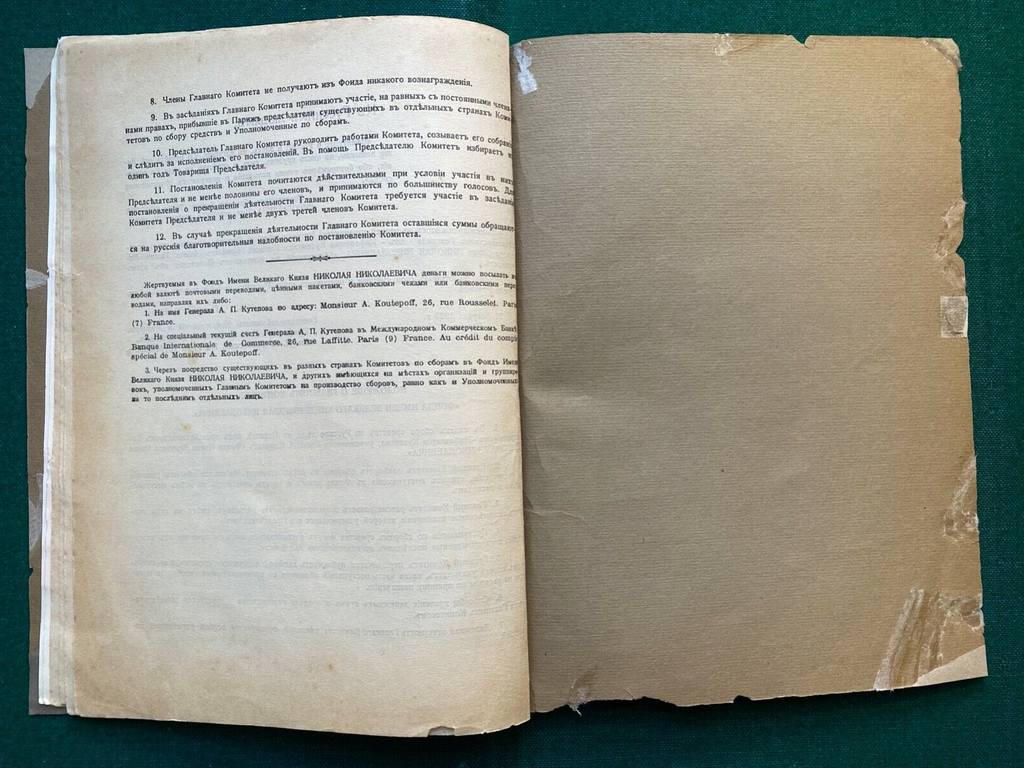 8. Члены Главнаго Комитета не получаютъ изъ Фонда никакого вознагражденія.
9. Въ засѣданіяхъ Главнаго Комитета принимаютъ участіе, на равныхъ съ постоянными члена-
нами правахъ, прибывшіе въ Парижъ предсѣдатели существующихъ въ отдѣльныхъ странахъ Коми-
тетовъ по сбору средствъ и Уполномоченные по сборамъ.
10. Предсѣдатель Главнаго Комитета руководитъ работами Комитета, созываетъ его собранія
и слѣдитъ за исполненіемъ его постановленій. Въ помощь Предсѣдателю Комитетъ избираетъ на
одинъ годъ Товарища Предсѣдателя.
11. Постановленія Комитета почитаются дѣйствительными при условіи участія въ нихъ
Предсѣдателя и не менѣе половины его членовъ, и принимаются по большинству голосовъ. Для
постановленія о прекращеніи дѣятельности Главнаго Комитета требуется участіе въ засѣданіи
Комитета Предсѣдателя и не менѣе двухъ третей членовъ Комитета.
12. Въ случаѣ прекращенія дѣятельности Главнаго Комитета оставшіяся суммы обращают-
ся на русскія благотворительныя надобности по постановленію Комитета.
Жертвуемыя въ Фондъ Имени Великаго Князя НИКОЛАЯ НИКОЛАЕВИЧА деньги можно посылать въ
любой валютѣ почтовыми переводами, цѣнными пакетами, банковскими чеками или банковскими пере-
водами, направляя ихъ либо:
1. На имя Генерала А. П. Кутепова по адресу: Monsieur A. Koutepoff, 26, rue Rousselet. Paris
(7) France.
2. На спеціальный текущій счетъ Генерала А. П. Кутепова въ Международномъ Коммерческомъ Банкѣ
Banque Internationale de Commerce, 26, rue Laffitte. Paris (9) France. Au crédit du compte
spécial de Monsieur A. Koutepoff.
3. Черезъ посредство существующихъ въ разныхъ странахъ Комитетовъ по сборамъ въ Фондъ Имени
Великаго Князя НИКОЛАЯ НИКОЛАЕВИЧА, и другихъ имѣющихся на мѣстахъ организацій и группиро-
вокъ, уполномоченныхъ Главнымъ Комитетомъ на производство сборовъ, равно какъ и Уполномоченныхъ
на то послѣднимъ отдѣльныхъ лицъ.